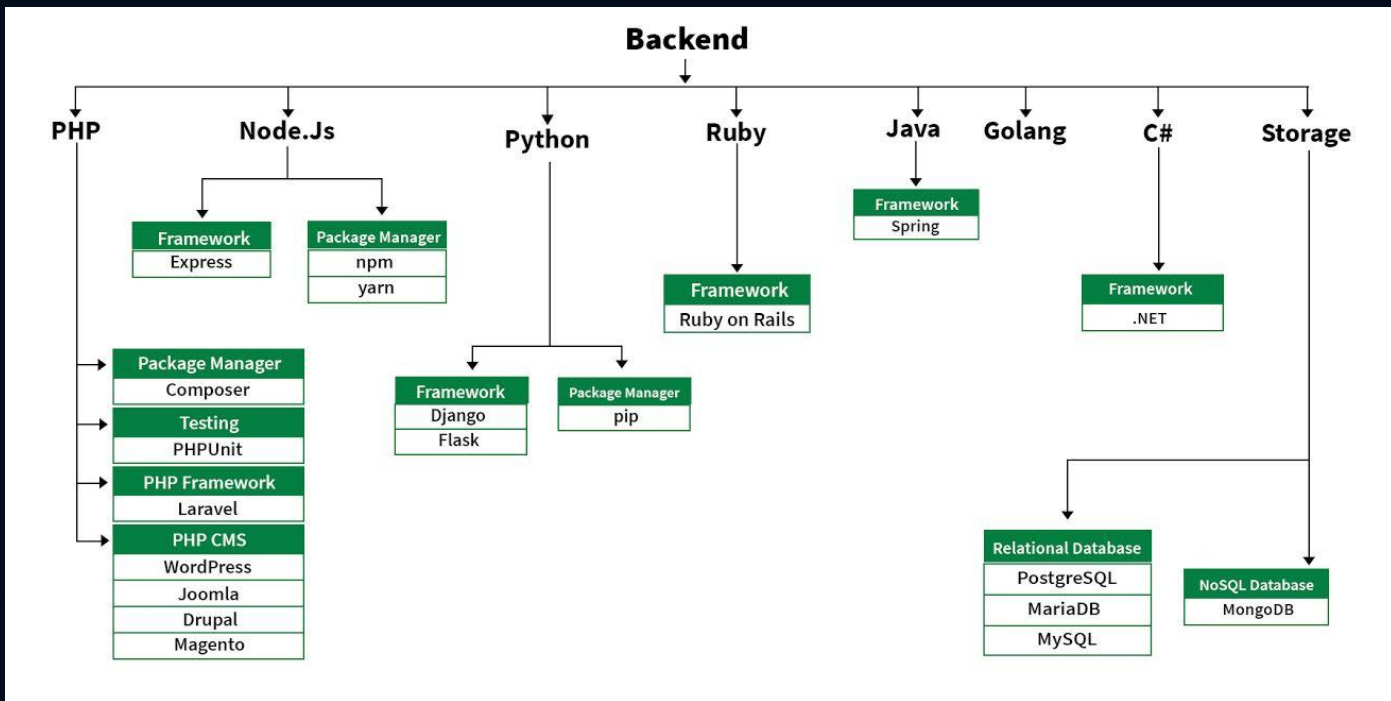 Backend
PHP
Node.Js
Python
Ruby
Java
Golang
C#
Storage
Framework
Express
Package Manager
npm
yarn
Framework
Spring
Framework
Ruby on Rails
Framework
.NET
Package Manager
Composer
Testing
PHPUnit
PHP Framework
Laravel
PHP CMS
WordPress
Joomla
Drupal
Magento
Framework
Django
Flask
Package Manager
pip
Relational Database
PostgreSQL
MariaDB
MySQL
NoSQL Database
MongoDB